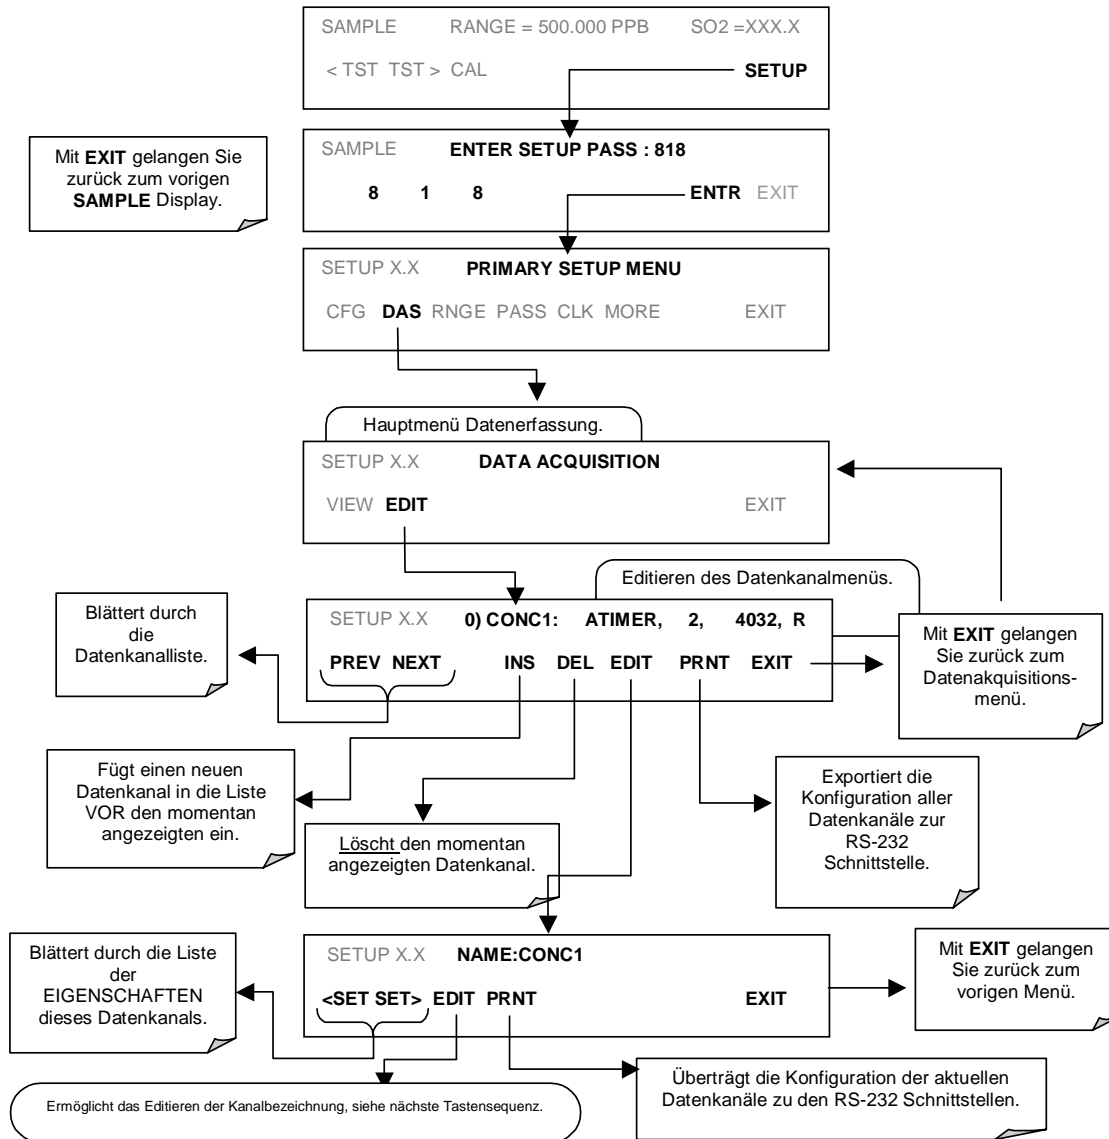 SAMPLE RANGE = 500.000 PPB SO2 =XXX.X
< TST TST > CAL SETUP
Mit EXIT gelangen Sie
zurück zum vorigen
SAMPLE Display.
SAMPLE ENTER SETUP PASS : 818
8 1 8 ENTR EXIT
SETUP X.X PRIMARY SETUP MENU
CFG DAS RNGE PASS CLK MORE EXIT
Hauptmenü Datenerfassung.
SETUP X.X DATA ACQUISITION
VIEW EDIT EXIT
Editieren des Datenkanalmenüs.
Blättert durch
die
Datenkanalliste.
SETUP X.X 0) CONC1: ATIMER, 2, 4032, R
PREV NEXT INS DEL EDIT PRNT EXIT
Mit EXIT gelangen
Sie zurück zum
Datenakquisitions-
menü.
Fügt einen neuen
Datenkanal in die Liste
VOR den momentan
angezeigten ein.
Löscht den momentan
angezeigten Datenkanal.
Exportiert die
Konfiguration aller
Datenkanäle zur
RS-232
Schnittstelle.
Blättert durch die Liste
der
EIGENSCHAFTEN
dieses Datenkanals.
SETUP X.X NAME:CONC1
<SET SET> EDIT PRNT EXIT
Mit EXIT gelangen
Sie zurück zum
vorigen Menü.
Ermöglicht das Editieren der Kanalbezeichnung, siehe nächste Tastensequenz.
Überträgt die Konfiguration der aktuellen
Datenkanäle zu den RS-232 Schnittstellen.